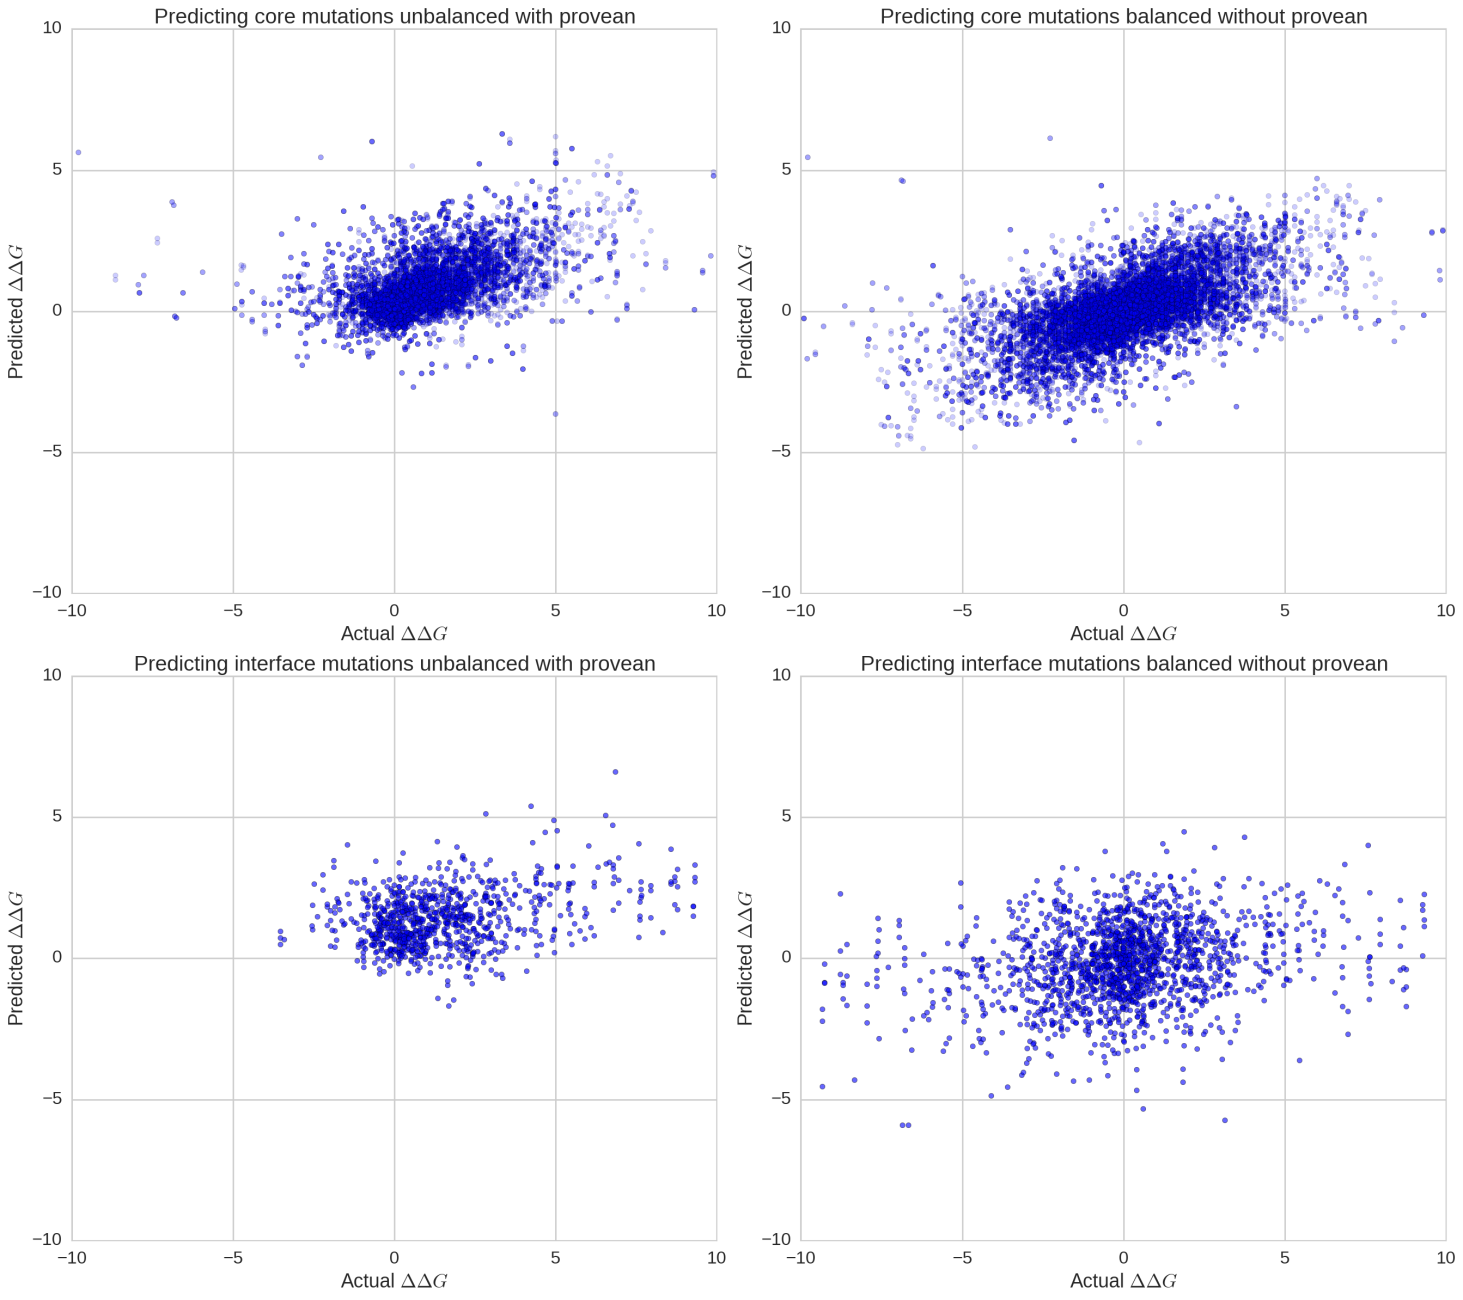 Predicting core mutations unbalanced with provean
10
5
0
−5
−10
Predicted ΔΔG
−10 −5 0 5 10
Actual ΔΔG
Predicting core mutations balanced without provean
10
5
0
−5
−10
Predicted ΔΔG
−10 −5 0 5 10
Actual ΔΔG
Predicting interface mutations unbalanced with provean
10
5
0
−5
−10
Predicted ΔΔG
−10 −5 0 5 10
Actual ΔΔG
Predicting interface mutations balanced without provean
10
5
0
−5
−10
Predicted ΔΔG
−10 −5 0 5 10
Actual ΔΔG